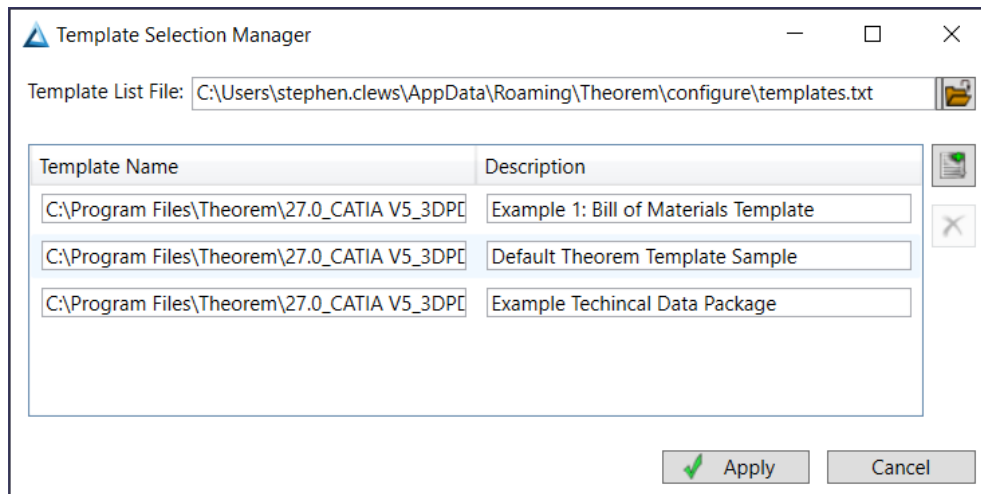 Template Selection Manager
Template List File: C:\Users\stephen.clews\AppData\Roaming\Theorem\configure\templates.txt
Template Name Description
C:\Program Files\Theorem\27.0_CATIA V5_3DPD Example 1: Bill of Materials Template
C:\Program Files\Theorem\27.0_CATIA V5_3DPD Default Theorem Template Sample
C:\Program Files\Theorem\27.0_CATIA V5_3DPD Example Techincal Data Package
Apply Cancel